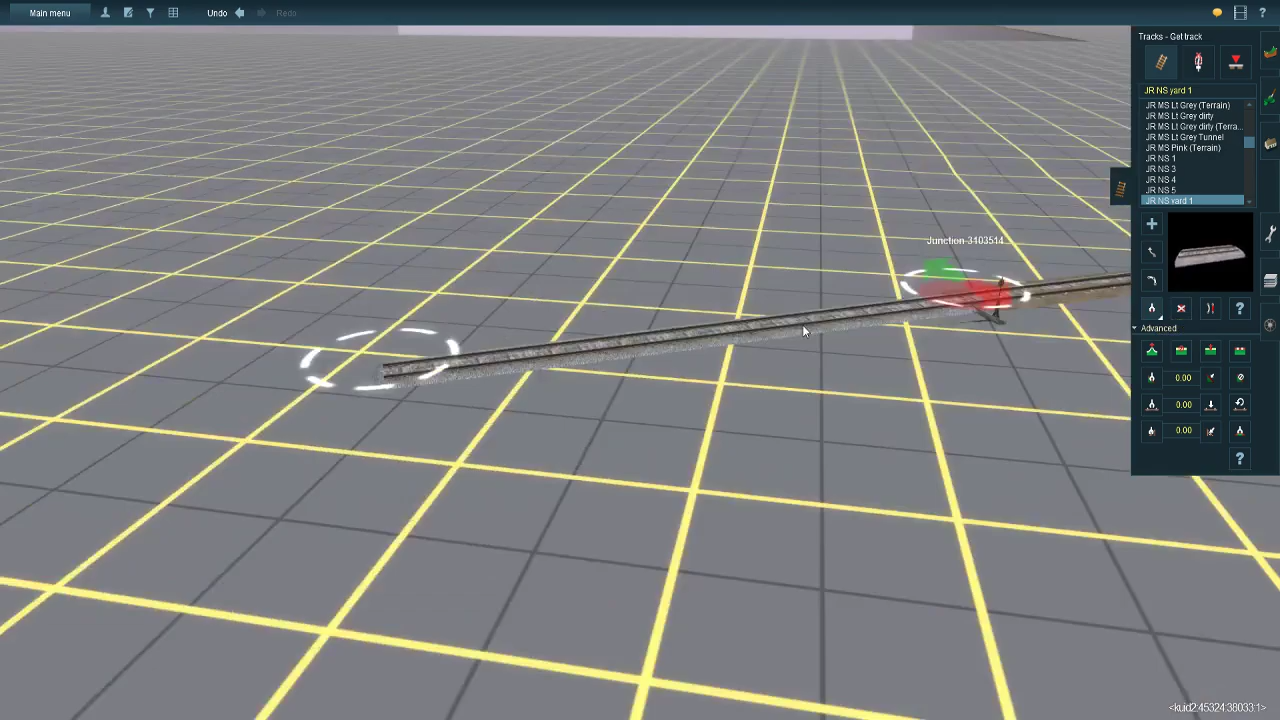 Main menu
Undo
Redo
?
Tracks - Get track
JR NS yard 1
JR MS Lt Grey (Terrain)
JR MS Lt Grey dirty
JR MS Lt Grey dirty (Terra...
JR MS Lt Grey Tunnel
JR MS Pink (Terrain)
JR NS 1
JR NS 3
JR NS 4
JR NS 5
JR NS yard 1
Junction 3103514
?
Advanced
0.00
0.00
0.00
?
<kuid2:45324:38033:1>